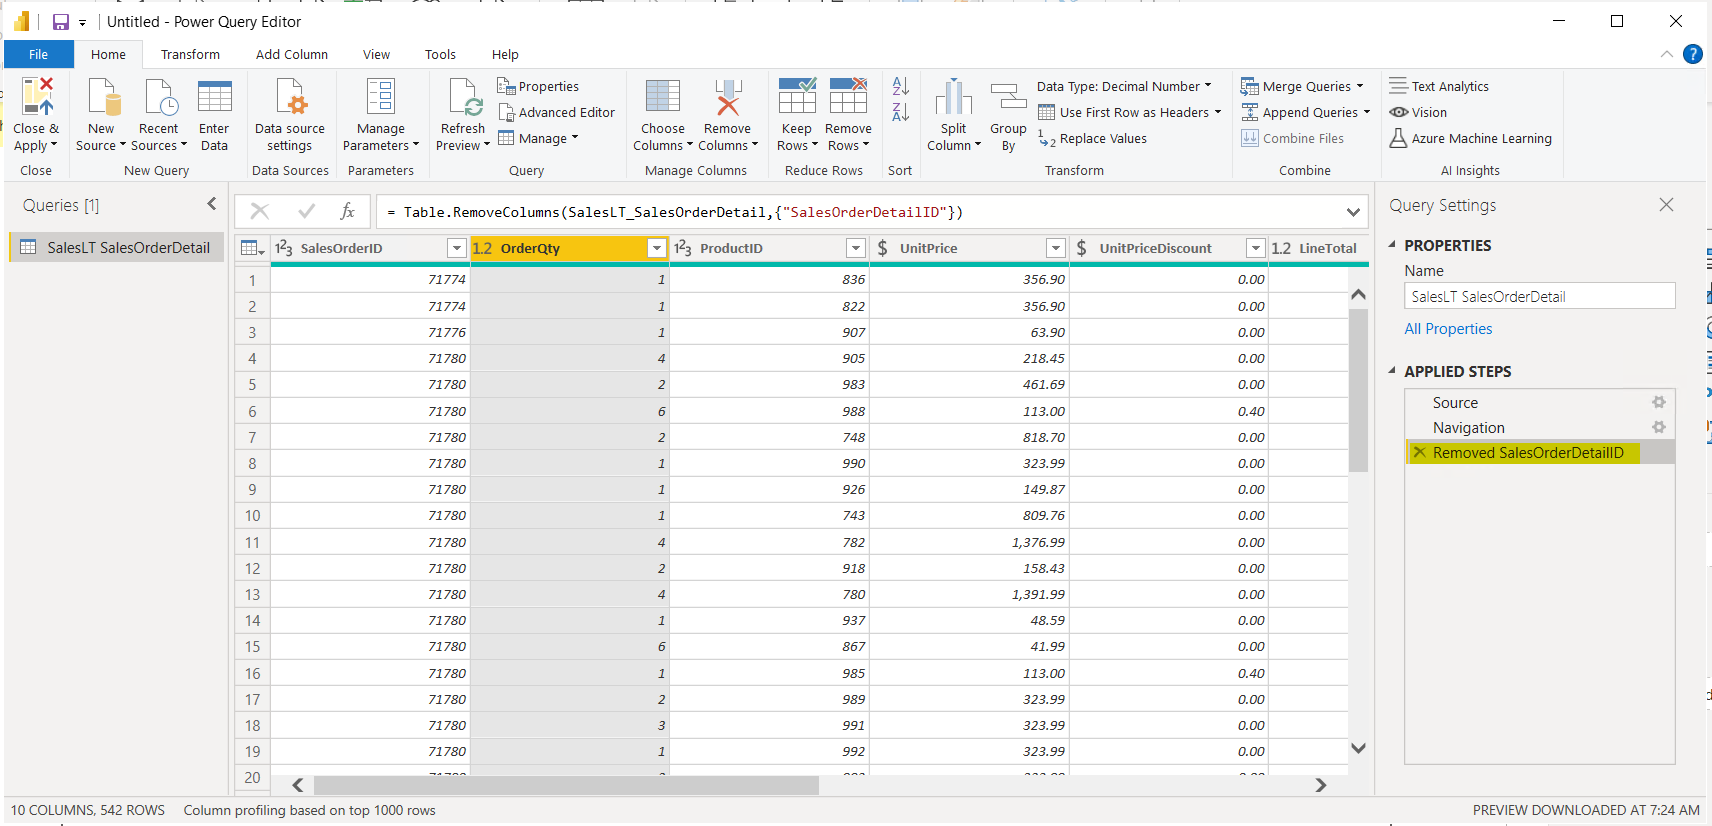 Untitled - Power Query Editor
File Home Transform Add Column View Tools Help
Close & Apply
Close
New Source
Recent Sources
Enter Data
New Query
Data source settings
Data Sources
Manage Parameters
Parameters
Refresh Preview
Properties
Advanced Editor
Manage
Query
Choose Columns
Remove Columns
Manage Columns
Keep Rows
Remove Rows
Reduce Rows
Sort
Split Column
Group By
Data Type: Decimal Number
Use First Row as Headers
Replace Values
Transform
Merge Queries
Append Queries
Combine Files
Combine
Text Analytics
Vision
Azure Machine Learning
AI Insights
Queries [1]
SalesLT SalesOrderDetail
fx = Table.RemoveColumns(SalesLT_SalesOrderDetail,{"SalesOrderDetailID"})
SalesOrderID 1.2 OrderQty ProductID $ UnitPrice $ UnitPriceDiscount 1.2 LineTotal
1 71774 1 836 356.90 0.00
2 71774 1 822 356.90 0.00
3 71776 1 907 63.90 0.00
4 71780 4 905 218.45 0.00
5 71780 2 983 461.69 0.00
6 71780 6 988 113.00 0.40
7 71780 2 748 818.70 0.00
8 71780 1 990 323.99 0.00
9 71780 1 926 149.87 0.00
10 71780 1 743 809.76 0.00
11 71780 4 782 1,376.99 0.00
12 71780 2 918 158.43 0.00
13 71780 4 780 1,391.99 0.00
14 71780 1 937 48.59 0.00
15 71780 6 867 41.99 0.00
16 71780 1 985 113.00 0.40
17 71780 2 989 323.99 0.00
18 71780 3 991 323.99 0.00
19 71780 1 992 323.99 0.00
20
Query Settings
PROPERTIES
Name
SalesLT SalesOrderDetail
All Properties
APPLIED STEPS
Source
Navigation
Removed SalesOrderDetailID
10 COLUMNS, 542 ROWS Column profiling based on top 1000 rows PREVIEW DOWNLOADED AT 7:24 AM